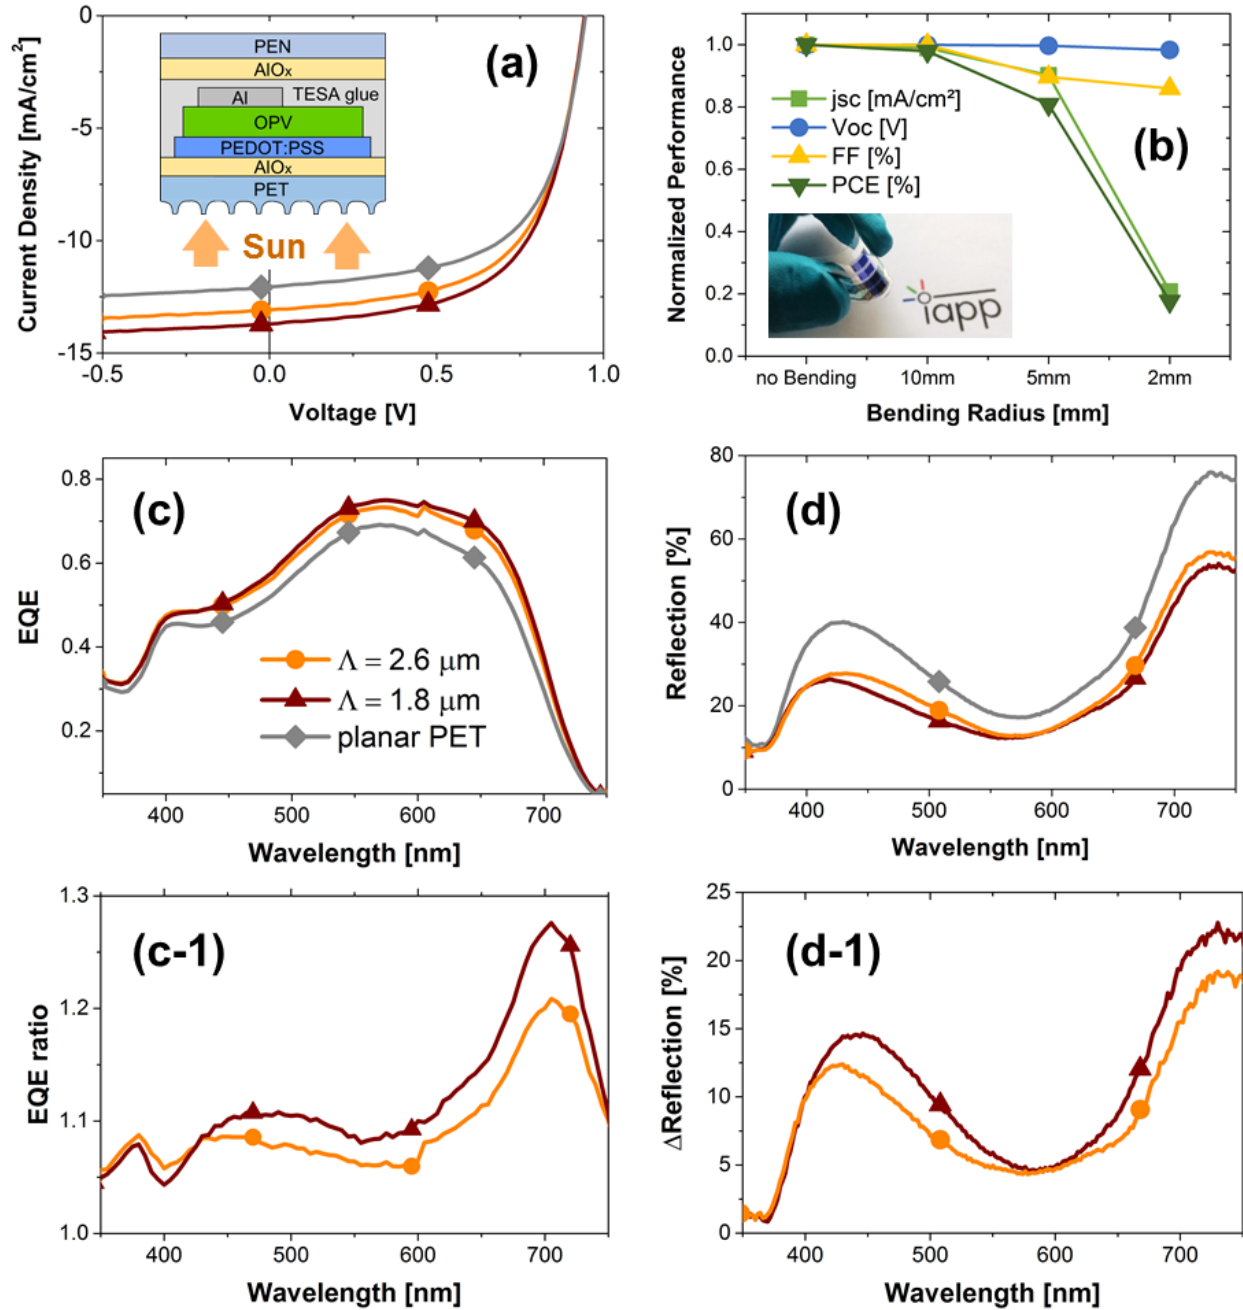 (a)
Current Density [mA/cm²]
0
-5
-10
-15
PEN
AlOx
Al
TESA glue
OPV
PEDOT:PSS
AlOx
PET
Sun
-0.5
0.0
0.5
1.0
Voltage [V]
(b)
Normalized Performance
1.0
0.8
0.6
0.4
0.2
0.0
jsc [mA/cm²]
Voc [V]
FF [%]
PCE [%]
iapp
no Bending
10mm
5mm
2mm
Bending Radius [mm]
(c)
EQE
0.8
0.6
0.4
0.2
Λ = 2.6 μm
Λ = 1.8 μm
planar PET
400
500
600
700
Wavelength [nm]
(d)
Reflection [%]
80
60
40
20
0
400
500
600
700
Wavelength [nm]
(c-1)
EQE ratio
1.3
1.2
1.1
1.0
400
500
600
700
Wavelength [nm]
(d-1)
ΔReflection [%]
25
20
15
10
5
0
400
500
600
700
Wavelength [nm]